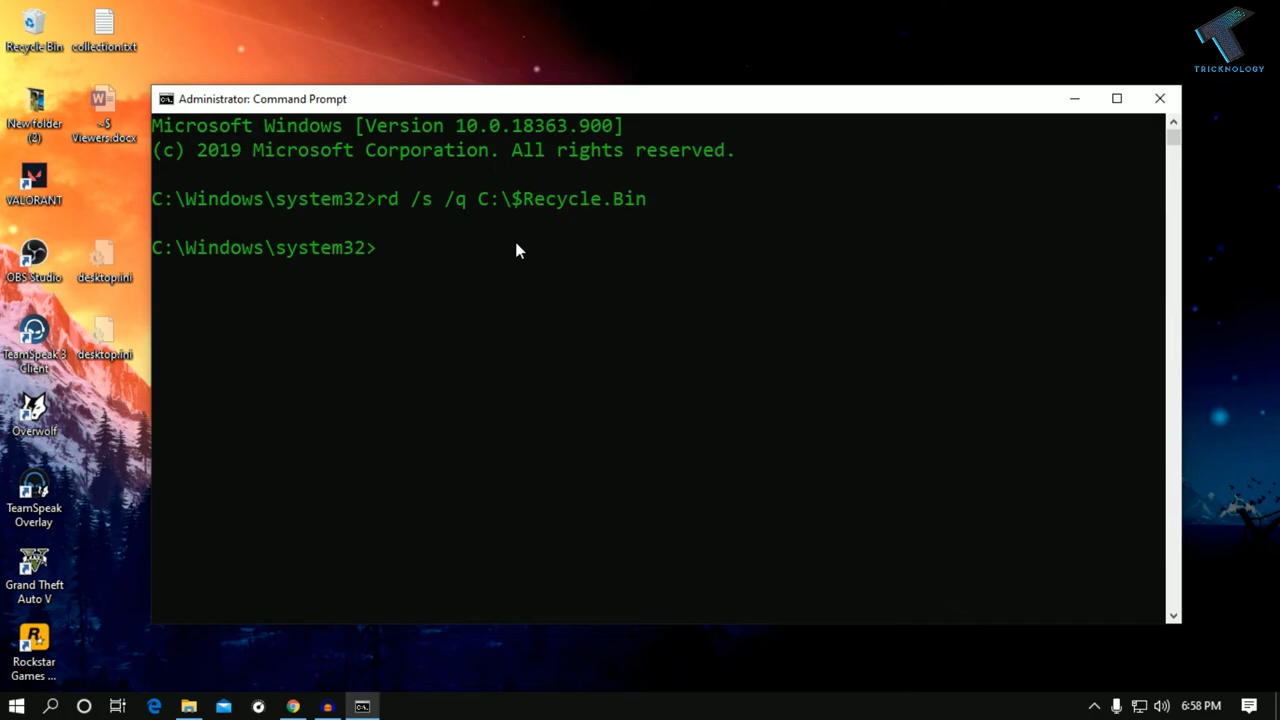 Recycle Bin
collection.txt
New folder
(2)
~$
Viewers.docx
VALORANT
OBS Studio
desktop.ini
TeamSpeak 3
Client
desktop.ini
Overwolf
TeamSpeak
Overlay
Grand Theft
Auto V
Rockstar
Games ...
TRICKNOLOGY
Administrator: Command Prompt
Microsoft Windows [Version 10.0.18363.900]
(c) 2019 Microsoft Corporation. All rights reserved.
C:\Windows\system32>rd /s /q C:\$Recycle.Bin
C:\Windows\system32>
6:58 PM